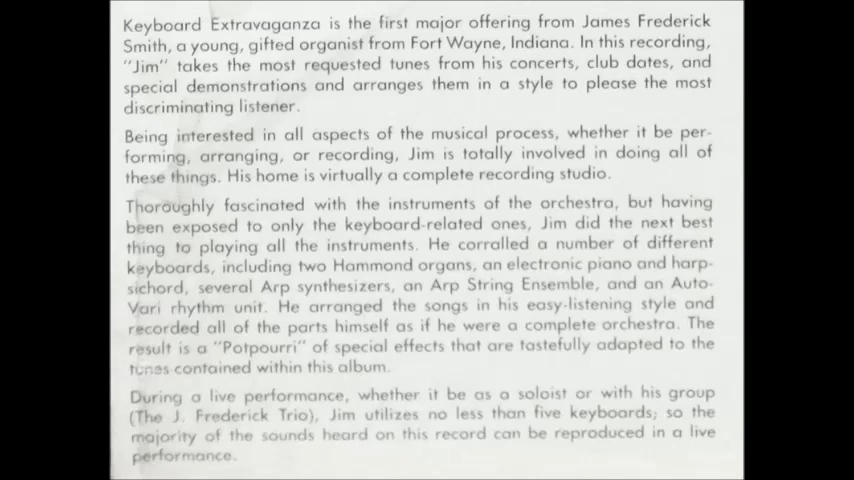 Keyboard Extravaganza is the first major offering from James Frederick
Smith, a young, gifted organist from Fort Wayne, Indiana. In this recording,
"Jim" takes the most requested tunes from his concerts, club dates, and
special demonstrations and arranges them in a style to please the most
discriminating listener.
Being interested in all aspects of the musical process, whether it be per-
forming, arranging, or recording, Jim is totally involved in doing all of
these things. His home is virtually a complete recording studio.
Thoroughly fascinated with the instruments of the orchestra, but having
been exposed to only the keyboard-related ones, Jim did the next best
thing to playing all the instruments. He corralled a number of different
keyboards, including two Hammond organs, an electronic piano and harp-
sichord, several Arp synthesizers, an Arp String Ensemble, and an Auto-
Vari rhythm unit. He arranged the songs in his easy-listening style and
recorded all of the parts himself as if he were a complete orchestra. The
result is a "Potpourri" of special effects that are tastefully adapted to the
tunes contained within this album.
During a live performance, whether it be as a soloist or with his group
(The J. Frederick Trio), Jim utilizes no less than five keyboards; so the
majority of the sounds heard on this record can be reproduced in a live
performance.